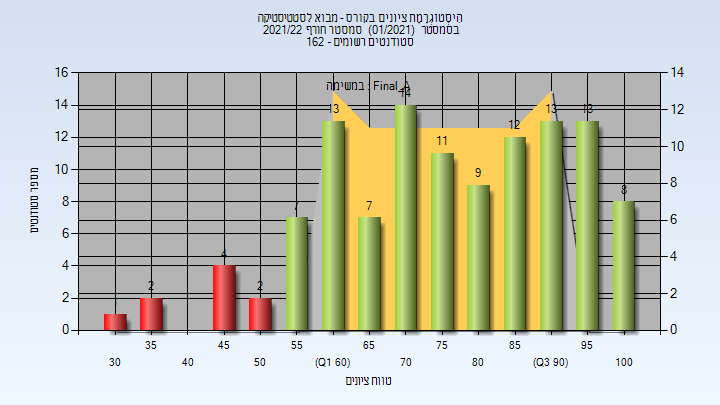 היסטוגרמת ציונים בקורס - מבוא לסטטיסטיקה
בסמסטר (01/2021) סמסטר חורף 2021/22
סטודנטים רשומים - 162
במשימה : Final_A
16 14 12 10 8 6 4 2 0
מספר סטודנטים
14 12 10 8 6 4 2 0
2 4 2 7 13 7 14 11 9 12 13 13 8
35 45 55 65 75 85 95
30 40 50 (Q1 60) 70 80 (Q3 90) 100
טווח ציונים